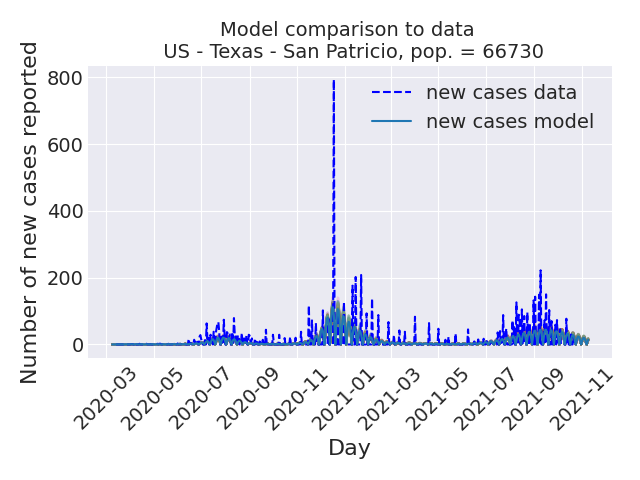 Model comparison to data
US - Texas - San Patricio, pop. = 66730
Number of new cases reported
800
600
400
200
0
new cases data
new cases model
2020-03
2020-05
2020-07
2020-09
2020-11
2021-01
2021-03
2021-05
2021-07
2021-09
2021-11
Day